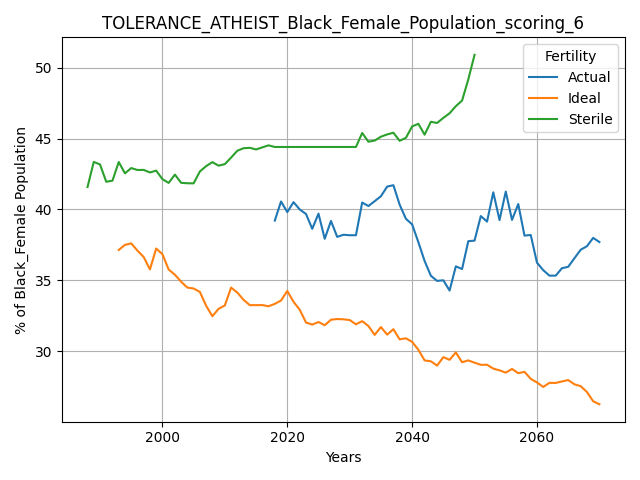 TOLERANCE_ATHEIST_Black_Female_Population_scoring_6
% of Black_Female Population
50
45
40
35
30
Fertility
Actual
Ideal
Sterile
2000
2020
2040
2060
Years